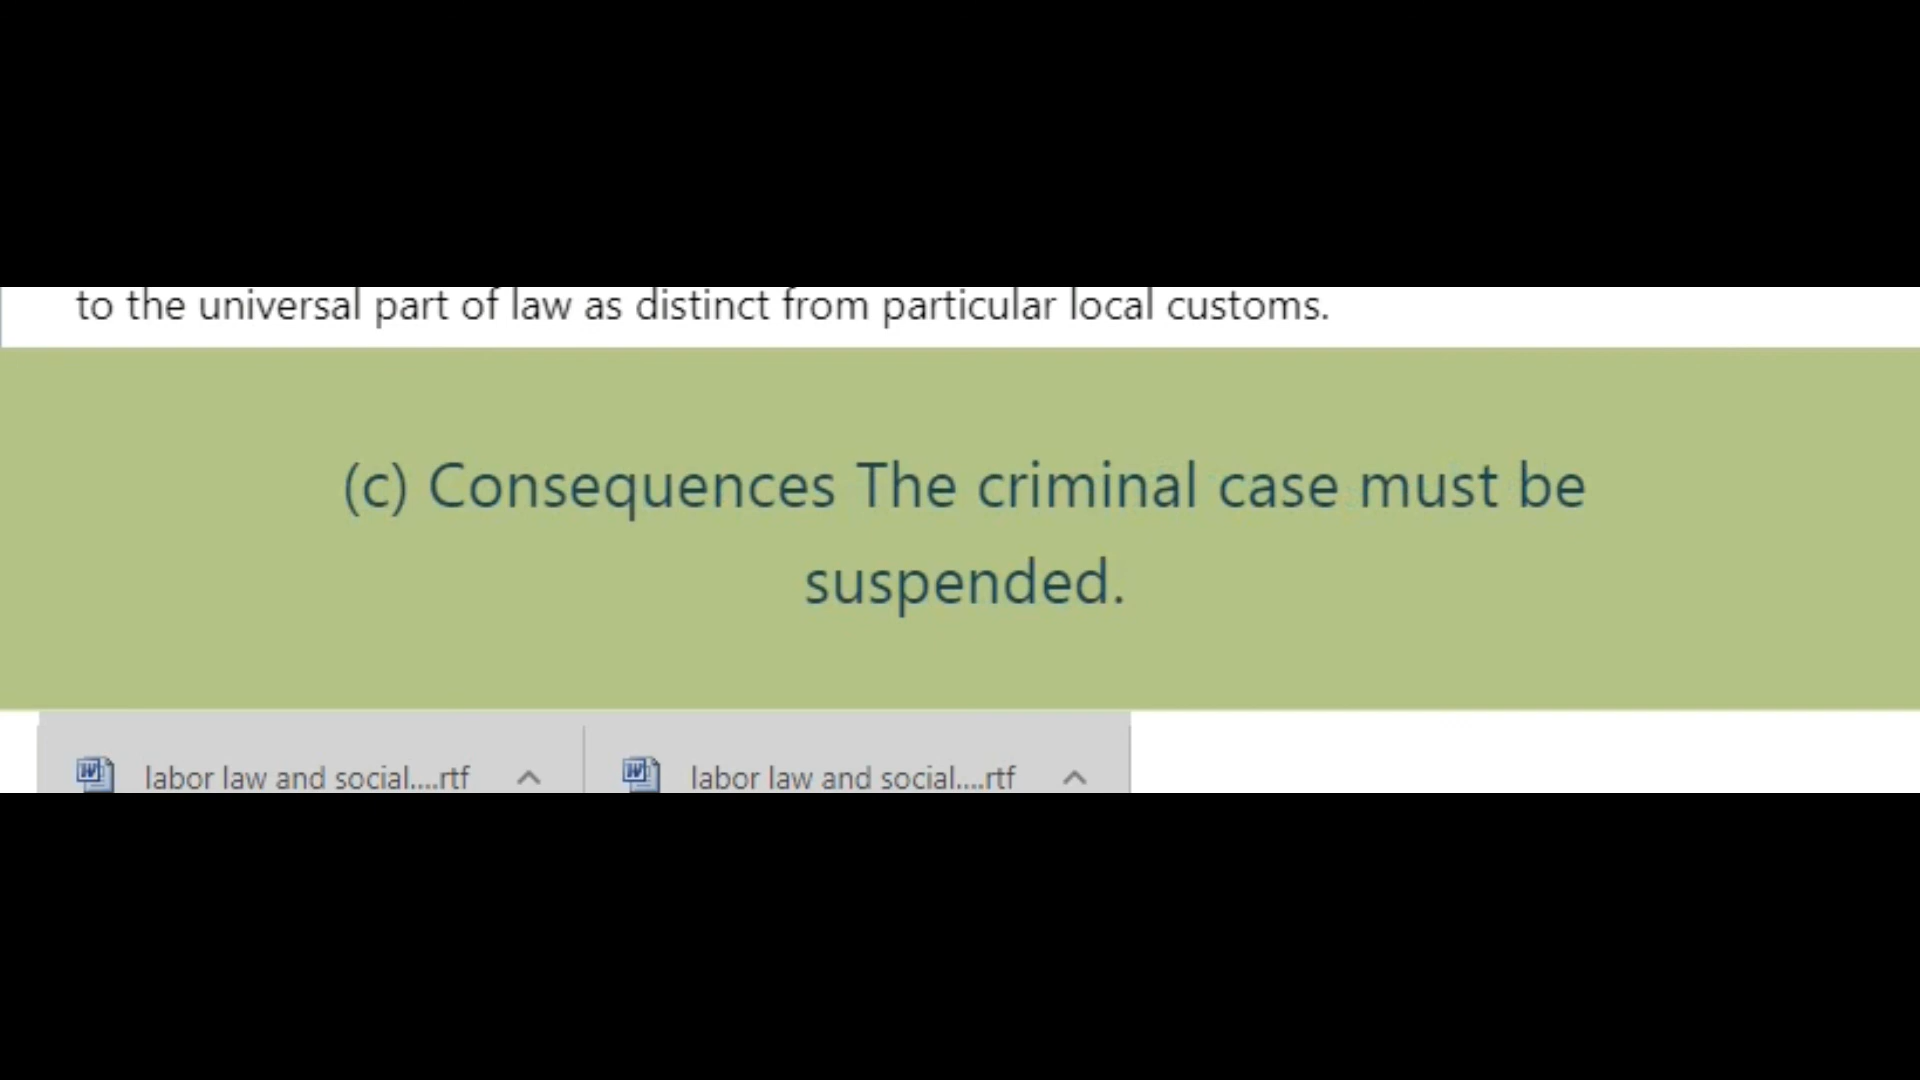 to the universal part of law as distinct from particular local customs.
(c) Consequences The criminal case must be
suspended.
labor law and social....rtf
labor law and social....rtf